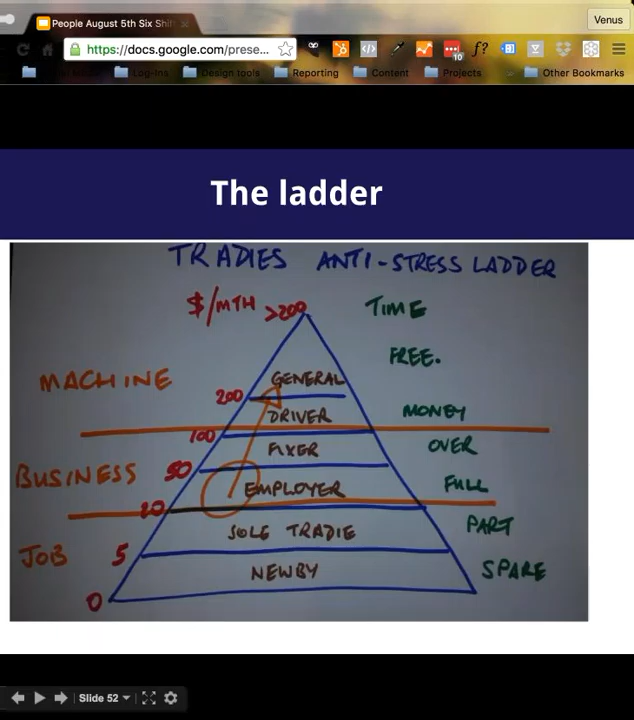 People August 5th Six Shift
Venus
https://docs.google.com/prese...
f?
10
Log-Ins
Design tools
Reporting
Content
Projects
Other Bookmarks
The ladder
TRADIES ANTI-STRESS LADDER
$/MTH >200 TIME
FREE.
MACHINE
GENERAL
200
DRIVER MONEY
100
FIXER OVER
BUSINESS 50
EMPLOYER FULL
20
SOLE TRADIE PART
JOB 5
NEWBY SPARE
0
Slide 52